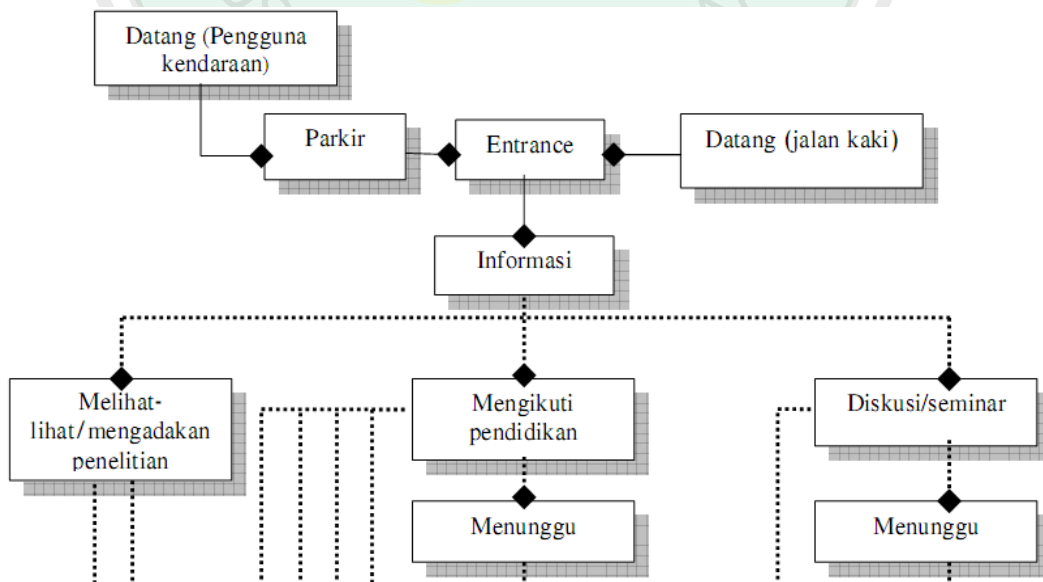 Datang (Pengguna
kendaraan)
Parkir
Entrance
Datang (jalan kaki)
Informasi
Melihat-
lihat/mengadakan
penelitian
Mengikuti
pendidikan
Diskusi/seminar
Menunggu
Menunggu